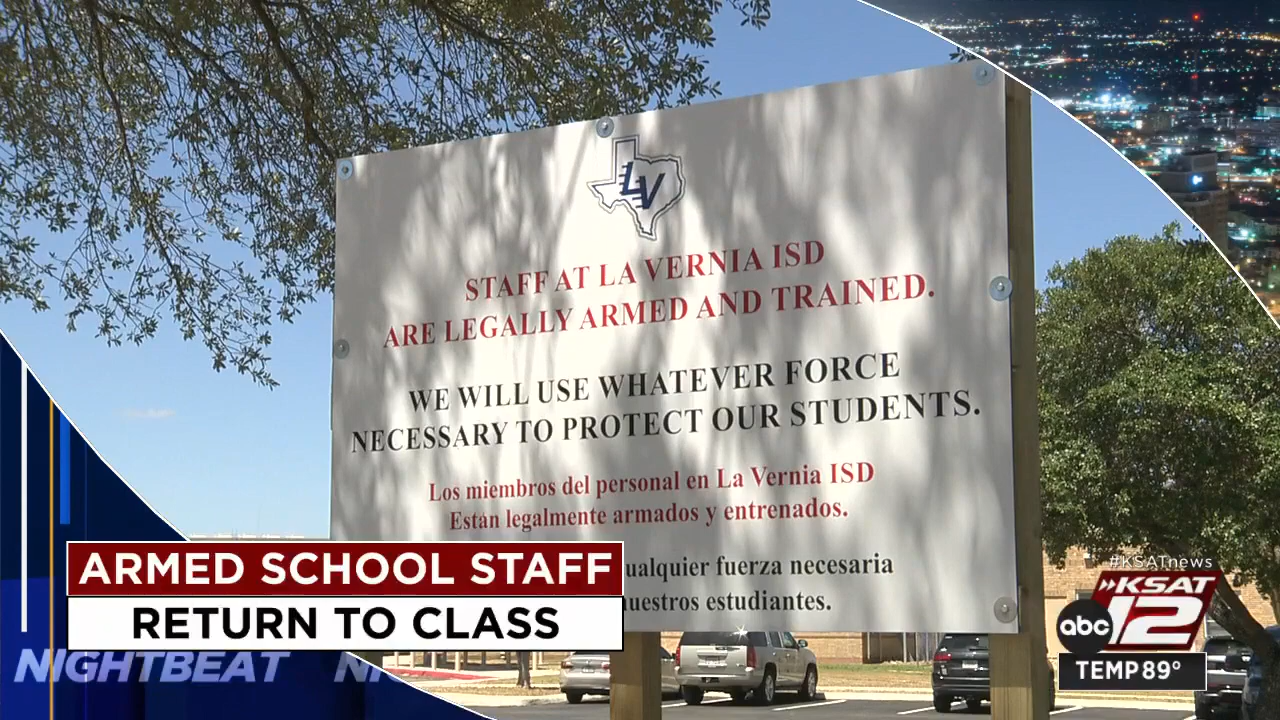 LV
STAFF AT LA VERNIA ISD
ARE LEGALLY ARMED AND TRAINED.
WE WILL USE WHATEVER FORCE
NECESSARY TO PROTECT OUR STUDENTS.
Los miembros del personal en La Vernia ISD
Están legalmente armados y entrenados.
fuerza necesaria
nuestros estudiantes.
ARMED SCHOOL STAFF
RETURN TO CLASS
NIGHTBEAT
#KSATnews
KSAT
abc 12
TEMP 89°